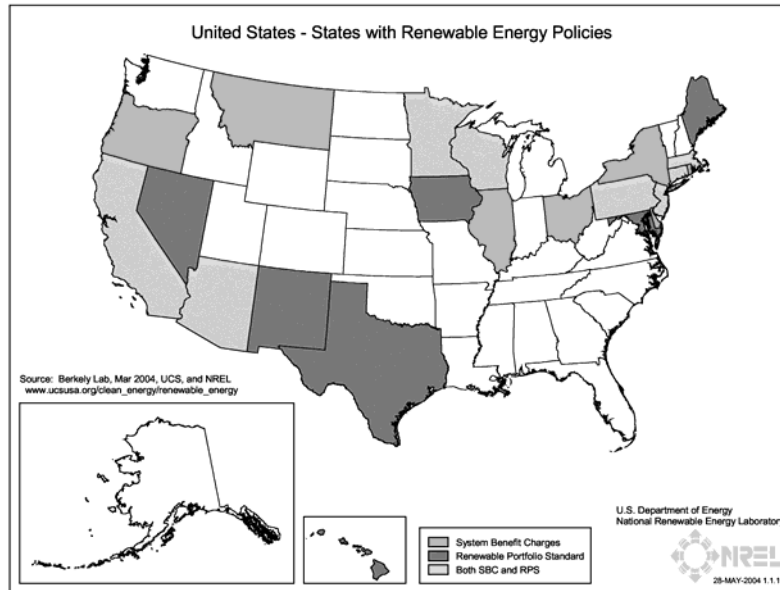 United States - States with Renewable Energy Policies
Source: Berkely Lab, Mar 2004, UCS, and NREL
www.ucsusa.org/clean_energy/renewable_energy
System Benefit Charges
Renewable Portfolio Standard
Both SBC and RPS
U.S. Department of Energy
National Renewable Energy Laborator
NREL
28-MAY-2004 1.1.1